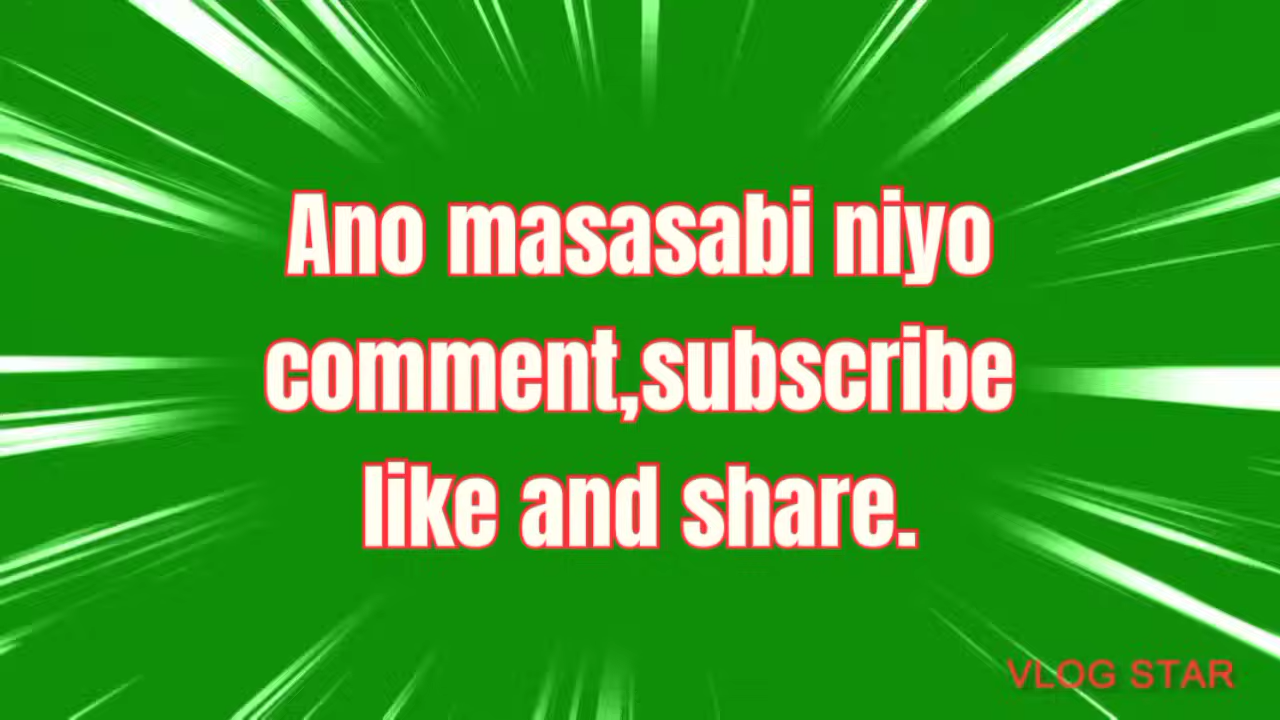 Ano masasabi niyo
comment,subscribe
like and share.
VLOG STAR